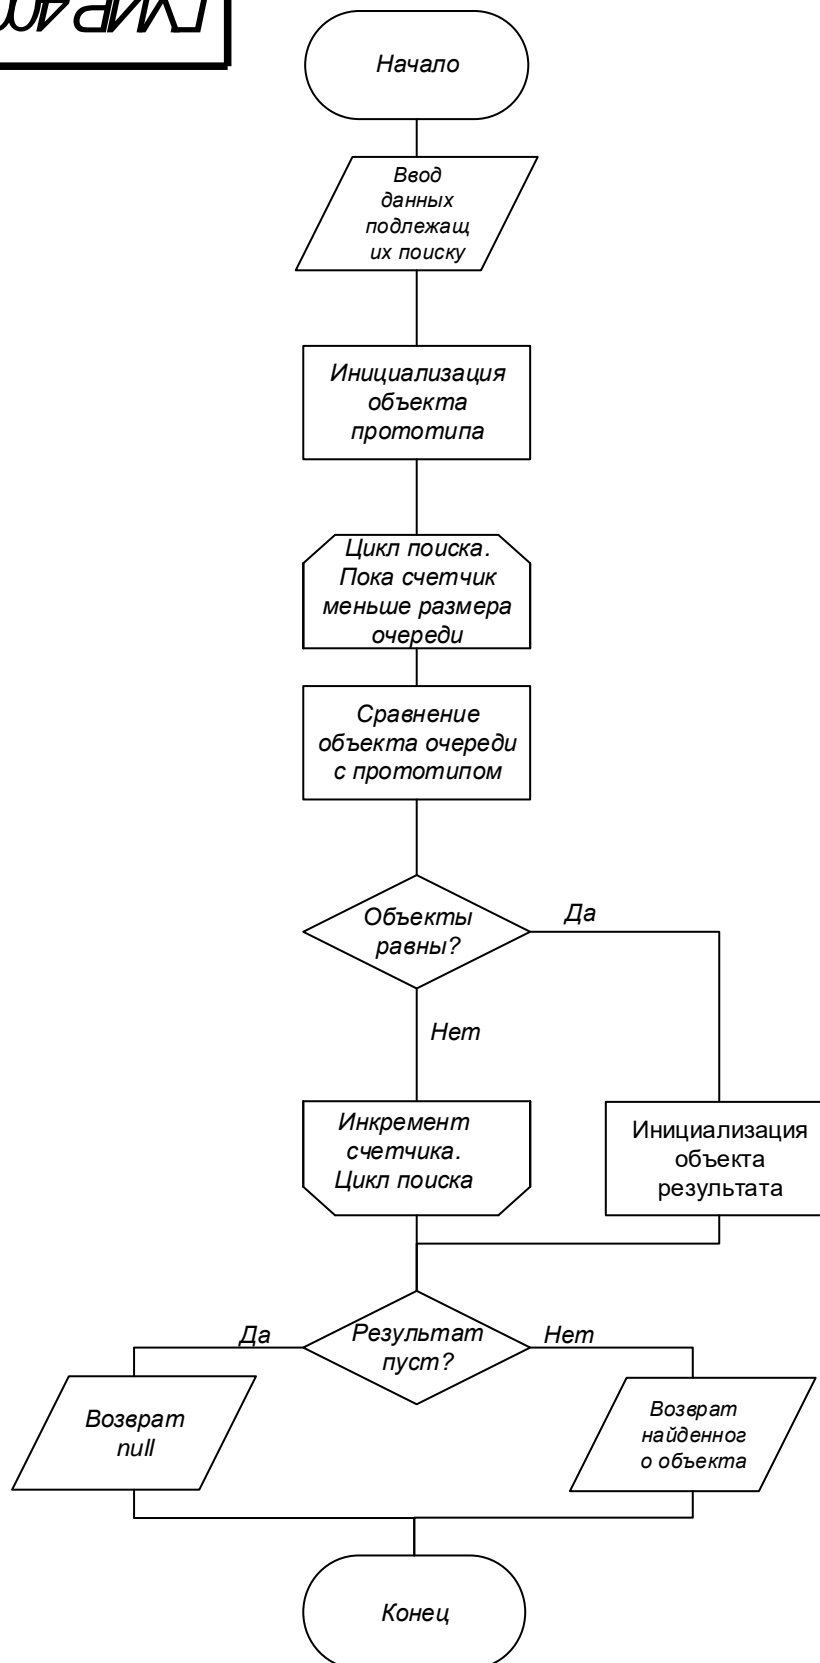 Начало
Ввод
данных
подлежащ
их поиску
Инициализация
объекта
прототипа
Цикл поиска.
Пока счетчик
меньше размера
очереди
Сравнение
объекта очереди
с прототипом
Объекты
равны?
Да
Нет
Инкремент
счетчика.
Цикл поиска
Инициализация
объекта
результата
Результат
пуст?
Да
Нет
Возврат
null
Возврат
найденног
о объекта
Конец